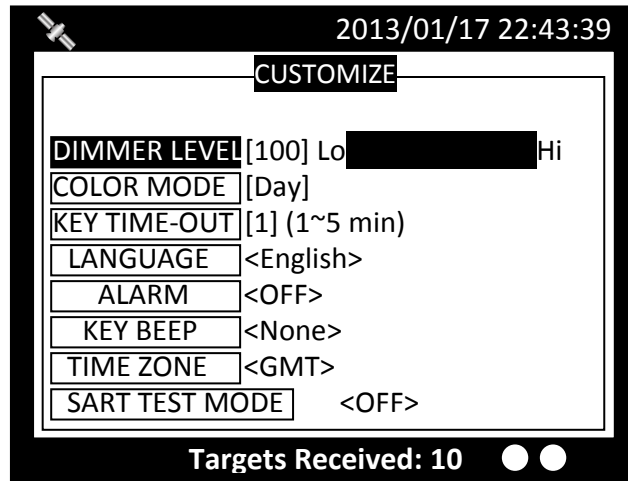 2013/01/17 22:43:39
CUSTOMIZE
DIMMER LEVEL [100] Lo Hi
COLOR MODE [Day]
KEY TIME-OUT [1] (1~5 min)
LANGUAGE <English>
ALARM <OFF>
KEY BEEP <None>
TIME ZONE <GMT>
SART TEST MODE <OFF>
Targets Received: 10